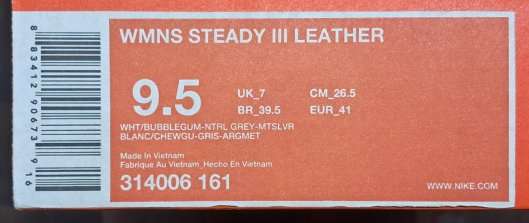 WMNS STEADY III LEATHER
9.5
UK_7 CM_26.5
BR_39.5 EUR_41
WHT/BUBBLEGUM-NTRL GREY-MTSLVR
BLANC/CHEWGU-GRIS-ARGMET
Made In Vietnam
Fabrique Au Vietnam_Hecho En Vietnam
314006 161
WWW.NIKE.COM
8 83412 90673 9 16